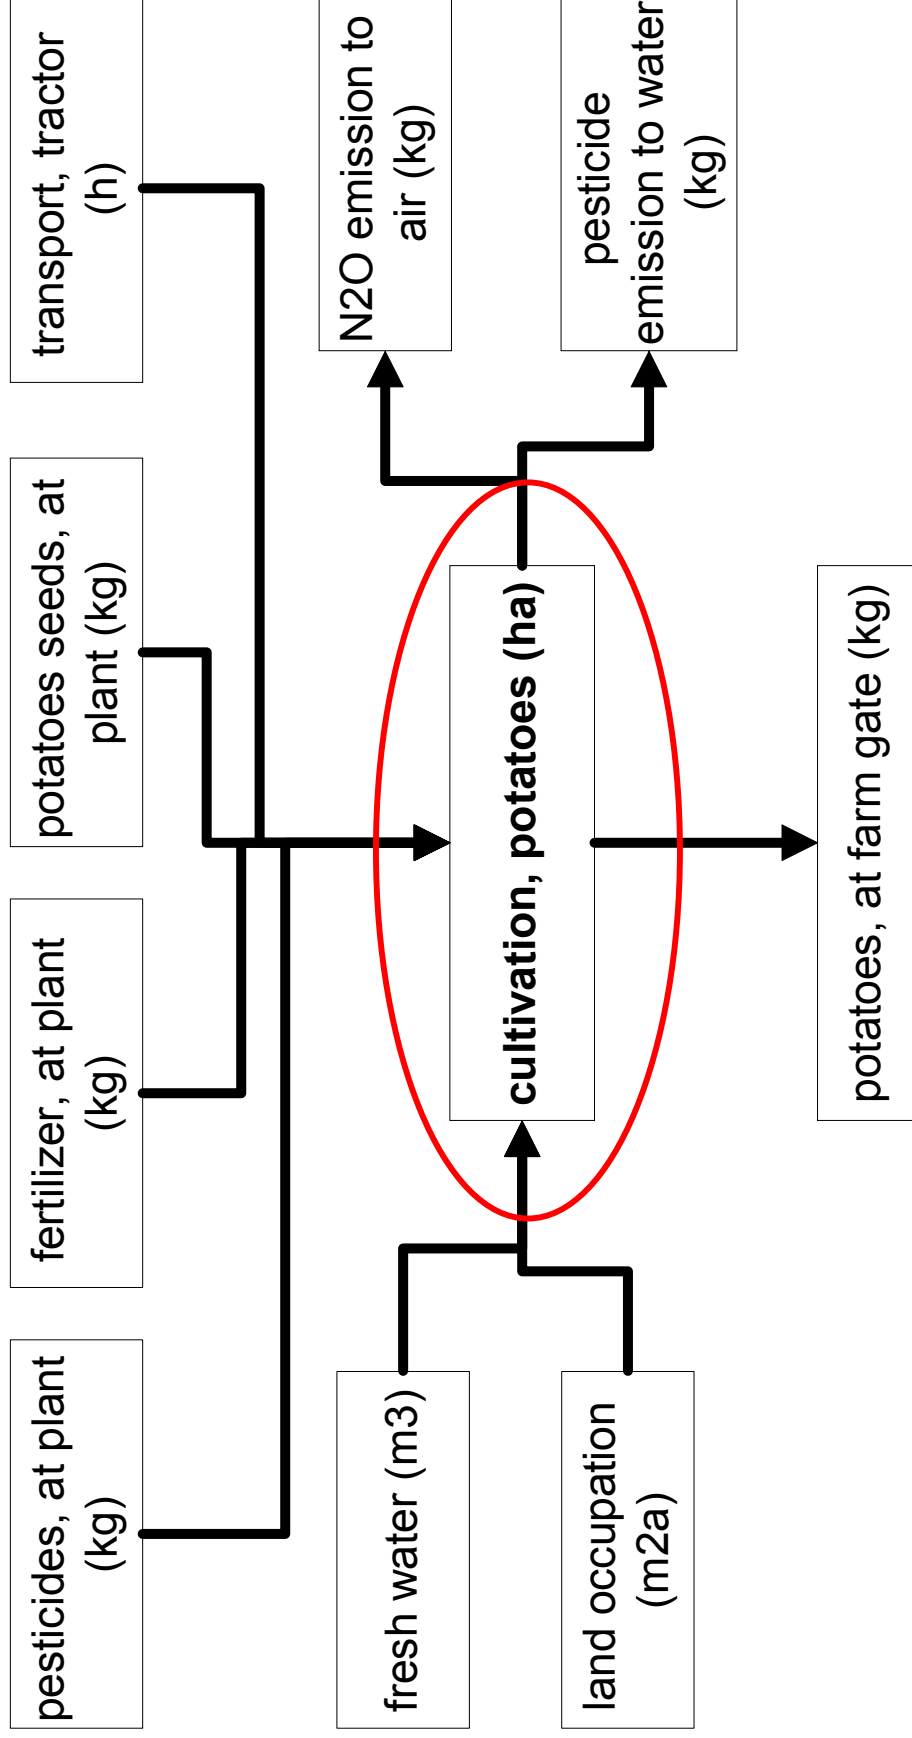 pesticides, at plant
(kg)
fertilizer, at plant
(kg)
potatoes seeds, at
plant (kg)
transport, tractor
(h)
fresh water (m3)
land occupation
(m2a)
cultivation, potatoes (ha)
N2O emission to
air (kg)
pesticide
emission to water
(kg)
potatoes, at farm gate (kg)